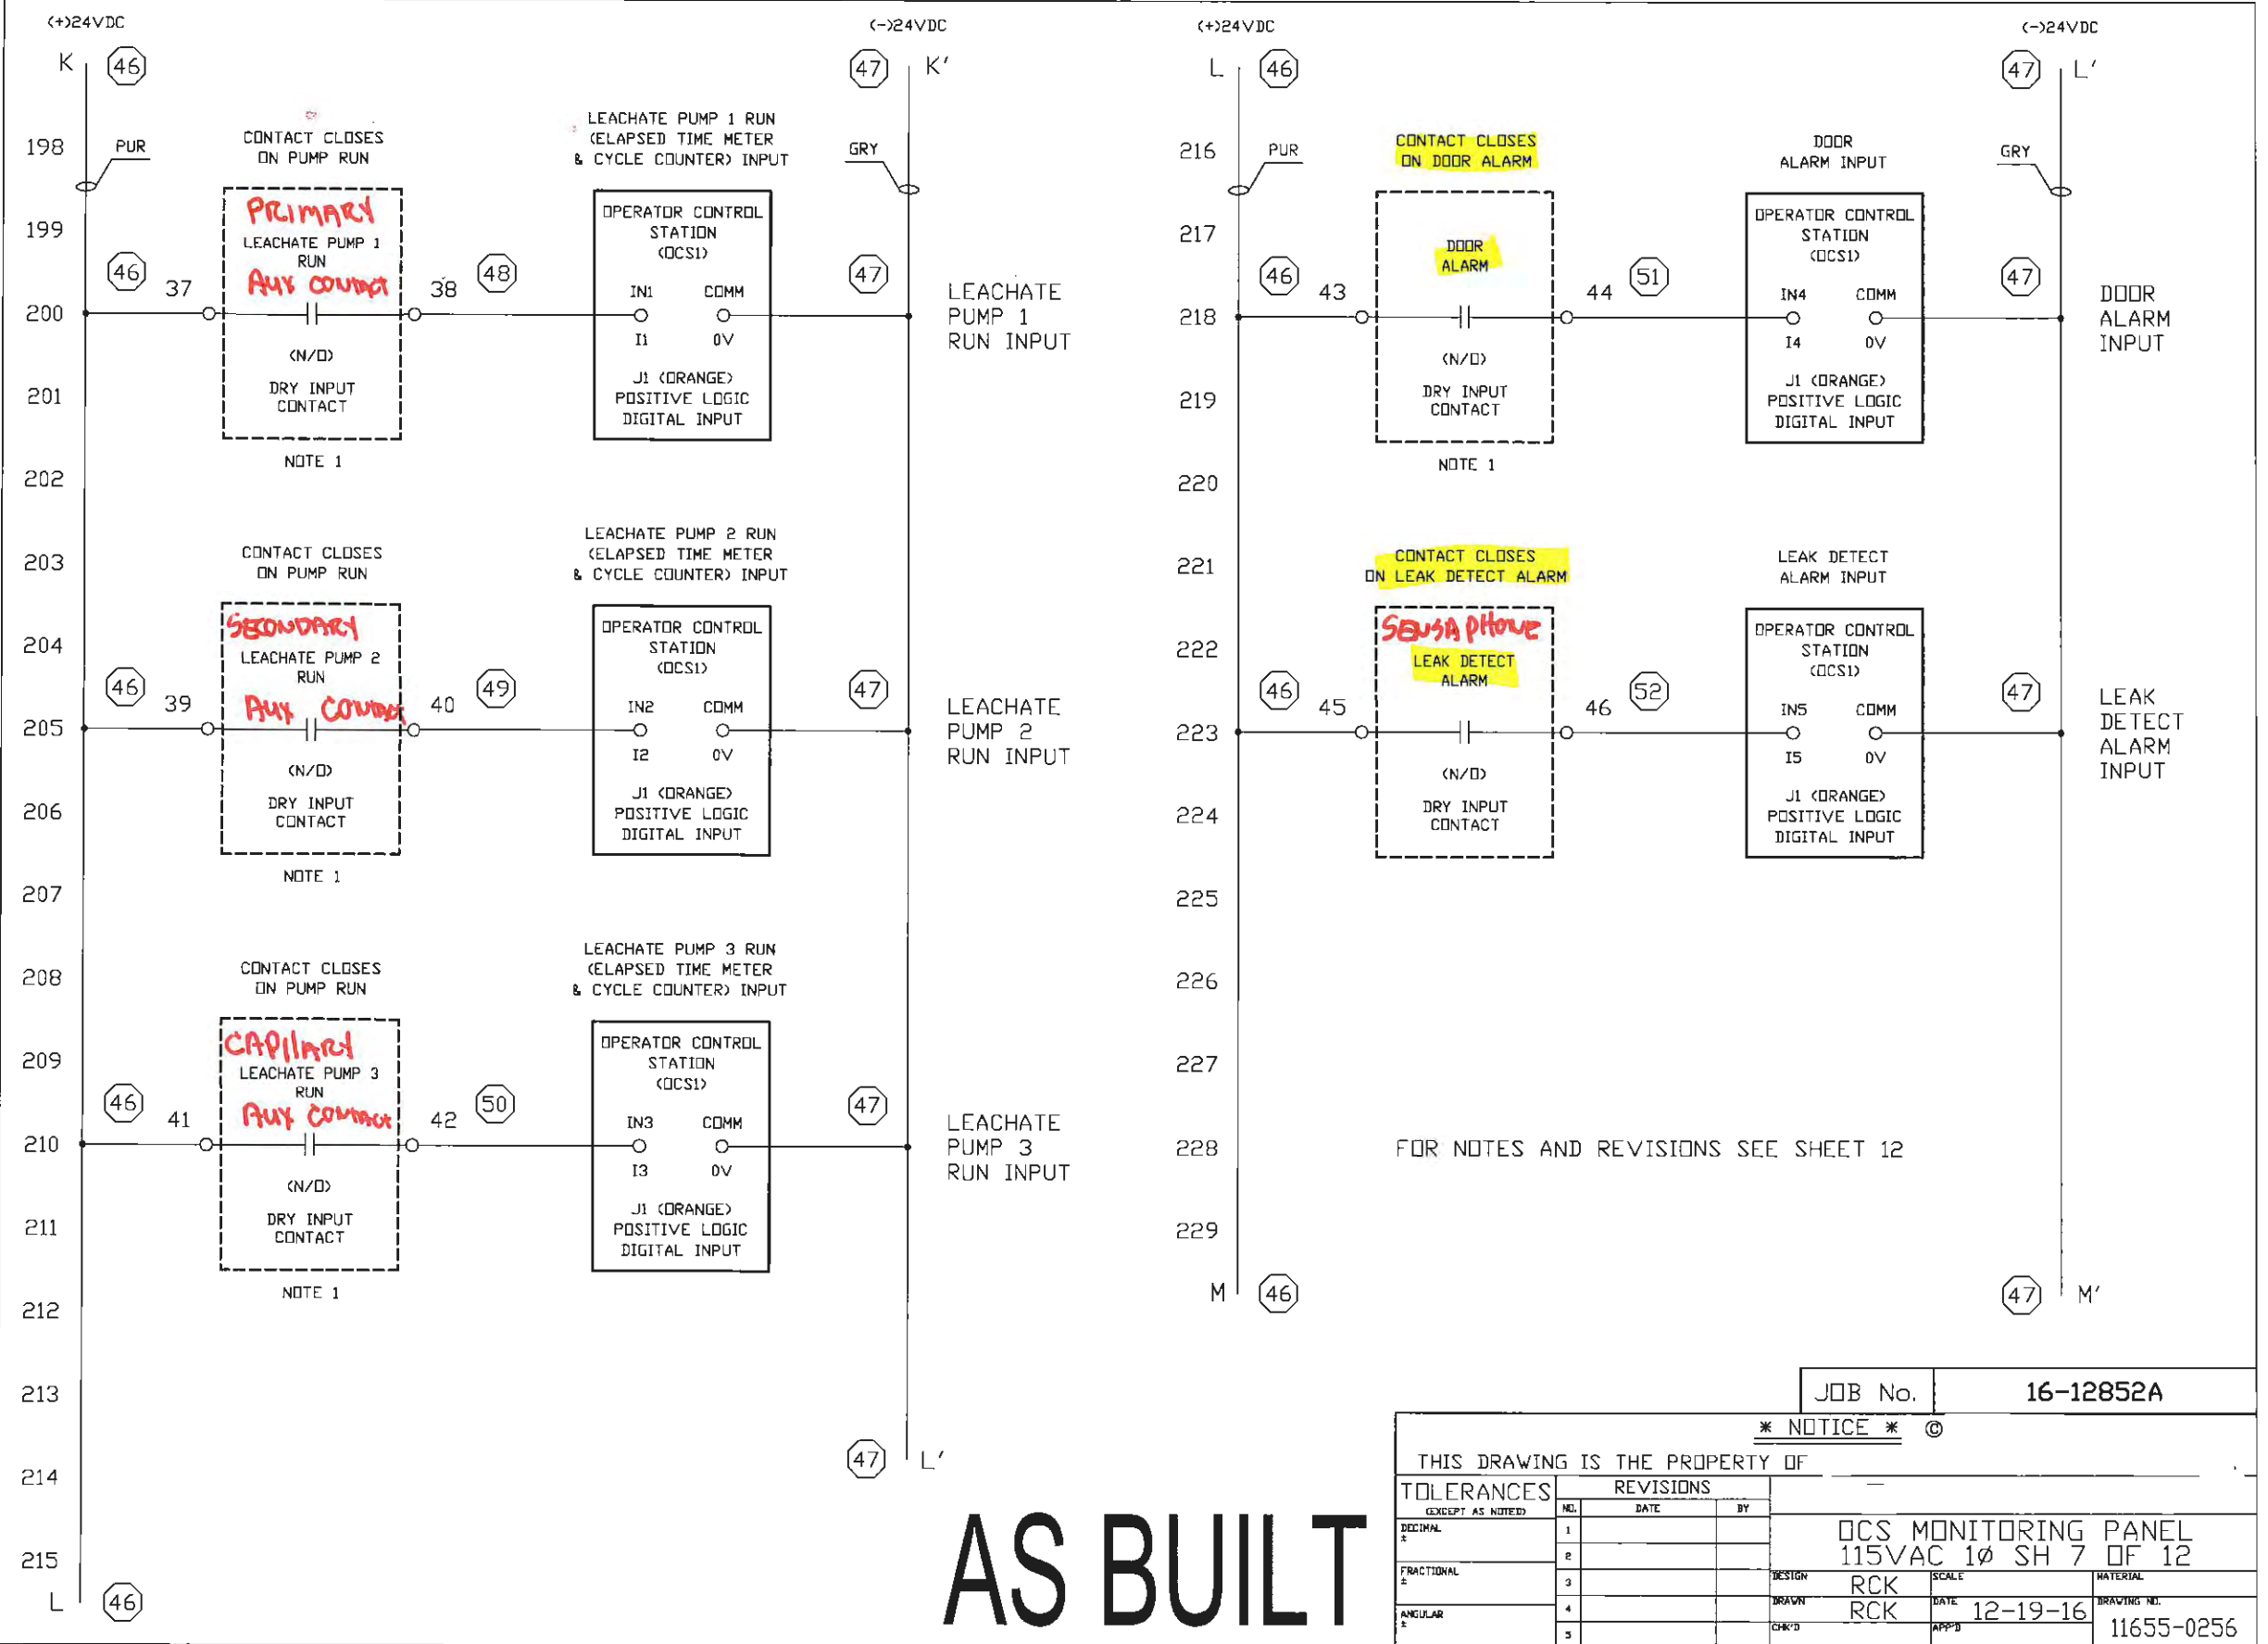 (+)24VDC
(-)24VDC
K
46
47
K'
198
PUR
CONTACT CLOSES
ON PUMP RUN
LEACHATE PUMP 1 RUN
(ELAPSED TIME METER
& CYCLE COUNTER) INPUT
GRY
199
PRIMARY
LEACHATE PUMP 1
RUN
AUX CONTACT
OPERATOR CONTROL
STATION
(OCS1)
46
37
38
48
IN1
COMM
47
200
I1
0V
LEACHATE
PUMP 1
RUN INPUT
(N/O)
DRY INPUT
CONTACT
J1 (ORANGE)
POSITIVE LOGIC
DIGITAL INPUT
201
NOTE 1
202
203
CONTACT CLOSES
ON PUMP RUN
LEACHATE PUMP 2 RUN
(ELAPSED TIME METER
& CYCLE COUNTER) INPUT
204
SECONDARY
LEACHATE PUMP 2
RUN
AUX CONTACT
OPERATOR CONTROL
STATION
(OCS1)
46
39
40
49
IN2
COMM
47
205
I2
0V
LEACHATE
PUMP 2
RUN INPUT
(N/O)
DRY INPUT
CONTACT
J1 (ORANGE)
POSITIVE LOGIC
DIGITAL INPUT
206
NOTE 1
207
208
CONTACT CLOSES
ON PUMP RUN
LEACHATE PUMP 3 RUN
(ELAPSED TIME METER
& CYCLE COUNTER) INPUT
209
CAPILARY
LEACHATE PUMP 3
RUN
AUX CONTACT
OPERATOR CONTROL
STATION
(OCS1)
46
41
42
50
IN3
COMM
47
210
I3
0V
LEACHATE
PUMP 3
RUN INPUT
(N/O)
DRY INPUT
CONTACT
J1 (ORANGE)
POSITIVE LOGIC
DIGITAL INPUT
211
NOTE 1
212
213
214
47
L'
215
L
46
(+)24VDC
(-)24VDC
L
46
47
L'
216
PUR
CONTACT CLOSES
ON DOOR ALARM
DOOR
ALARM INPUT
GRY
217
DOOR
ALARM
OPERATOR CONTROL
STATION
(OCS1)
46
43
44
51
IN4
COMM
47
218
I4
0V
DOOR
ALARM
INPUT
(N/O)
DRY INPUT
CONTACT
J1 (ORANGE)
POSITIVE LOGIC
DIGITAL INPUT
219
NOTE 1
220
221
CONTACT CLOSES
ON LEAK DETECT ALARM
LEAK DETECT
ALARM INPUT
222
SENSAPHONE
LEAK DETECT
ALARM
OPERATOR CONTROL
STATION
(OCS1)
46
45
46
52
IN5
COMM
47
223
I5
0V
LEAK
DETECT
ALARM
INPUT
(N/O)
DRY INPUT
CONTACT
J1 (ORANGE)
POSITIVE LOGIC
DIGITAL INPUT
224
225
226
227
228
FOR NOTES AND REVISIONS SEE SHEET 12
229
M
46
47
M'
AS BUILT
JOB No.
16-12852A
* NOTICE * ©
THIS DRAWING IS THE PROPERTY OF
TOLERANCES
(EXCEPT AS NOTED)
DECIMAL
±
FRACTIONAL
±
ANGULAR
±
REVISIONS
NO. DATE BY
1
2
3
4
5
OCS MONITORING PANEL
115VAC 1Ø SH 7 OF 12
DESIGN RCK
SCALE
MATERIAL
DRAWN RCK
DATE 12-19-16
DRAWING NO.
11655-0256
CHK'D
APP'D